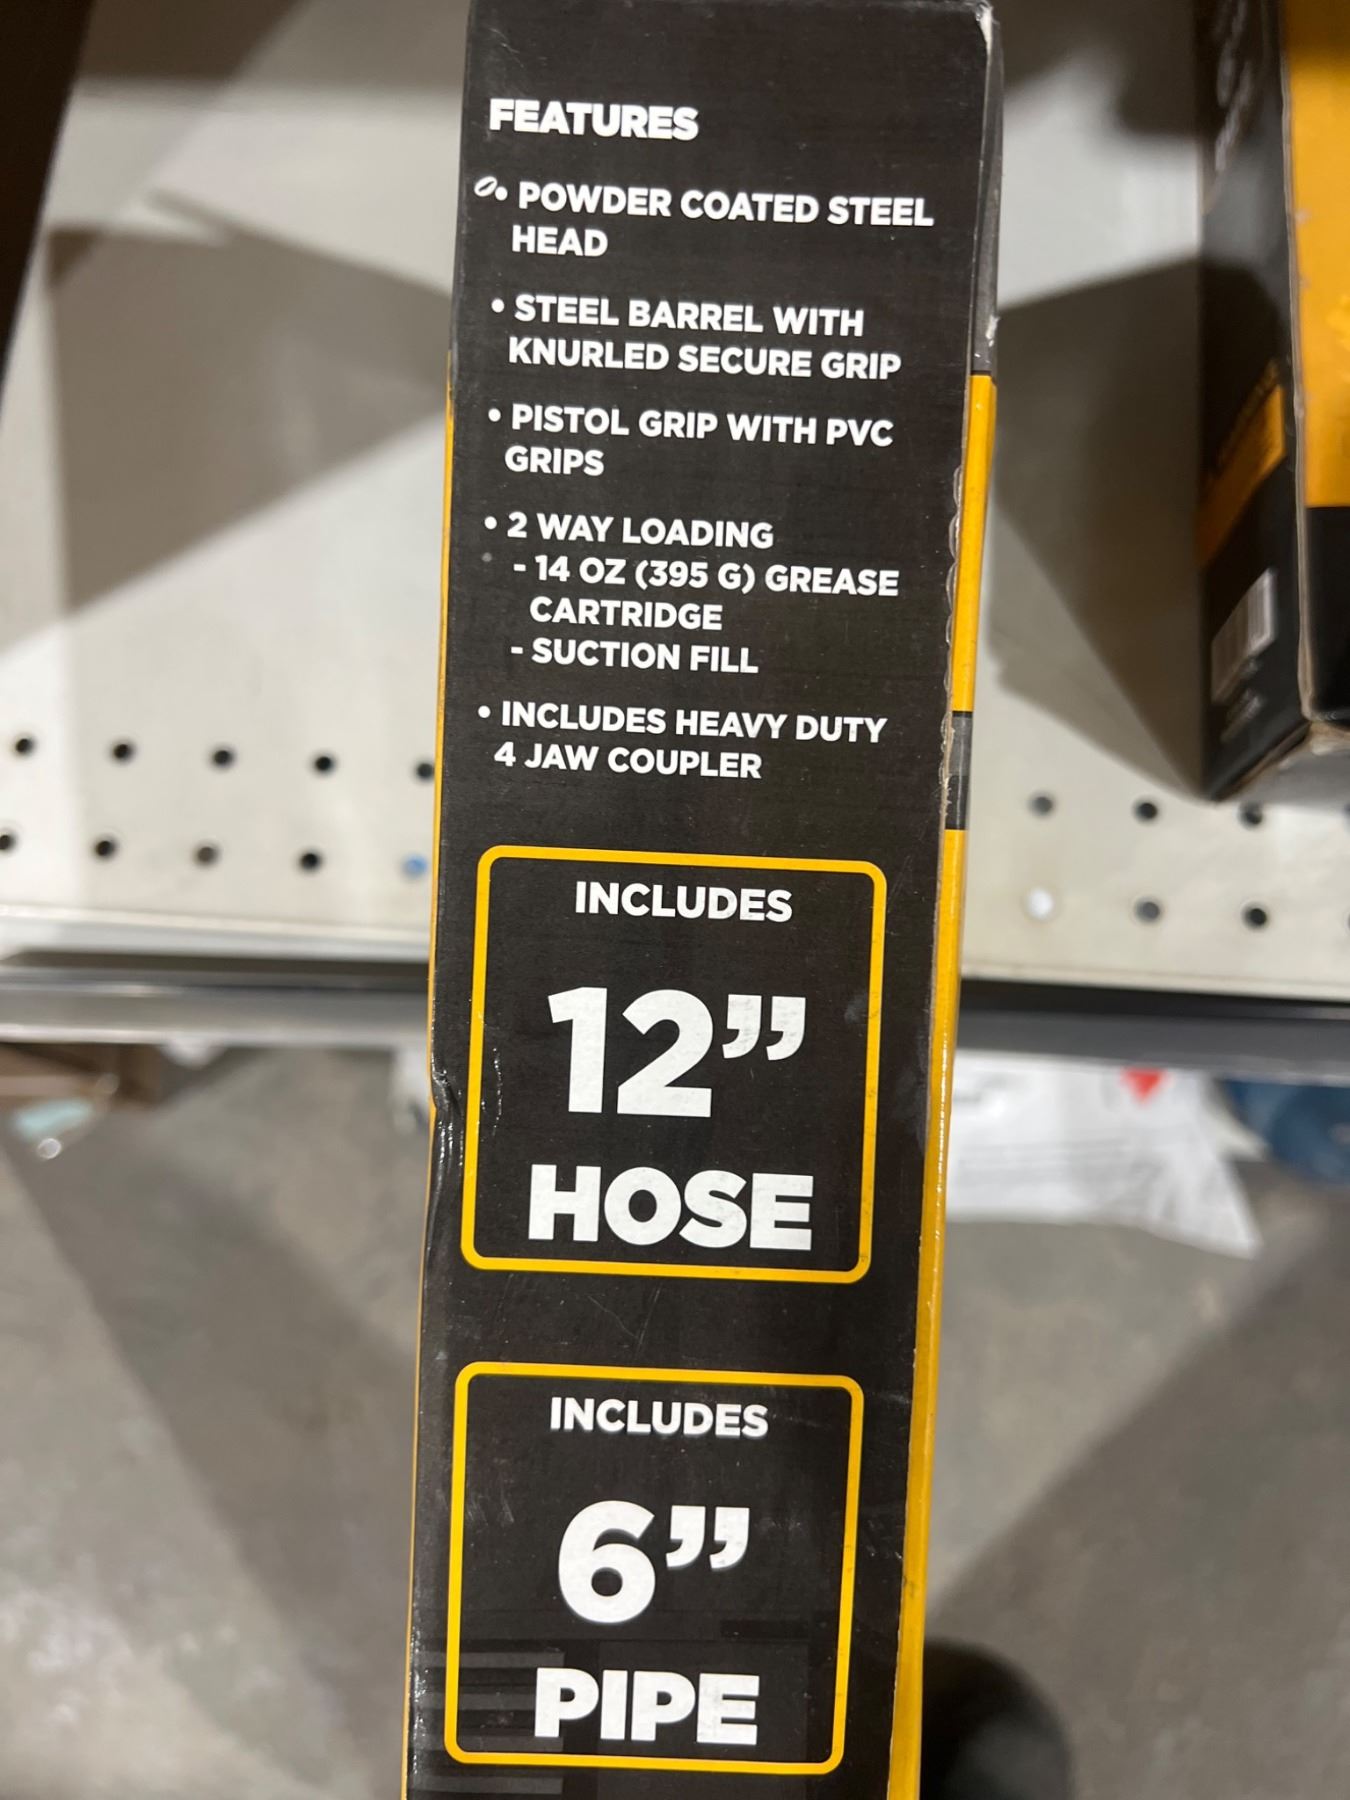 FEATURES
• POWDER COATED STEEL
HEAD
• STEEL BARREL WITH
KNURLED SECURE GRIP
• PISTOL GRIP WITH PVC
GRIPS
• 2 WAY LOADING
- 14 OZ (395 G) GREASE
CARTRIDGE
- SUCTION FILL
• INCLUDES HEAVY DUTY
4 JAW COUPLER
INCLUDES
12”
HOSE
INCLUDES
6”
PIPE